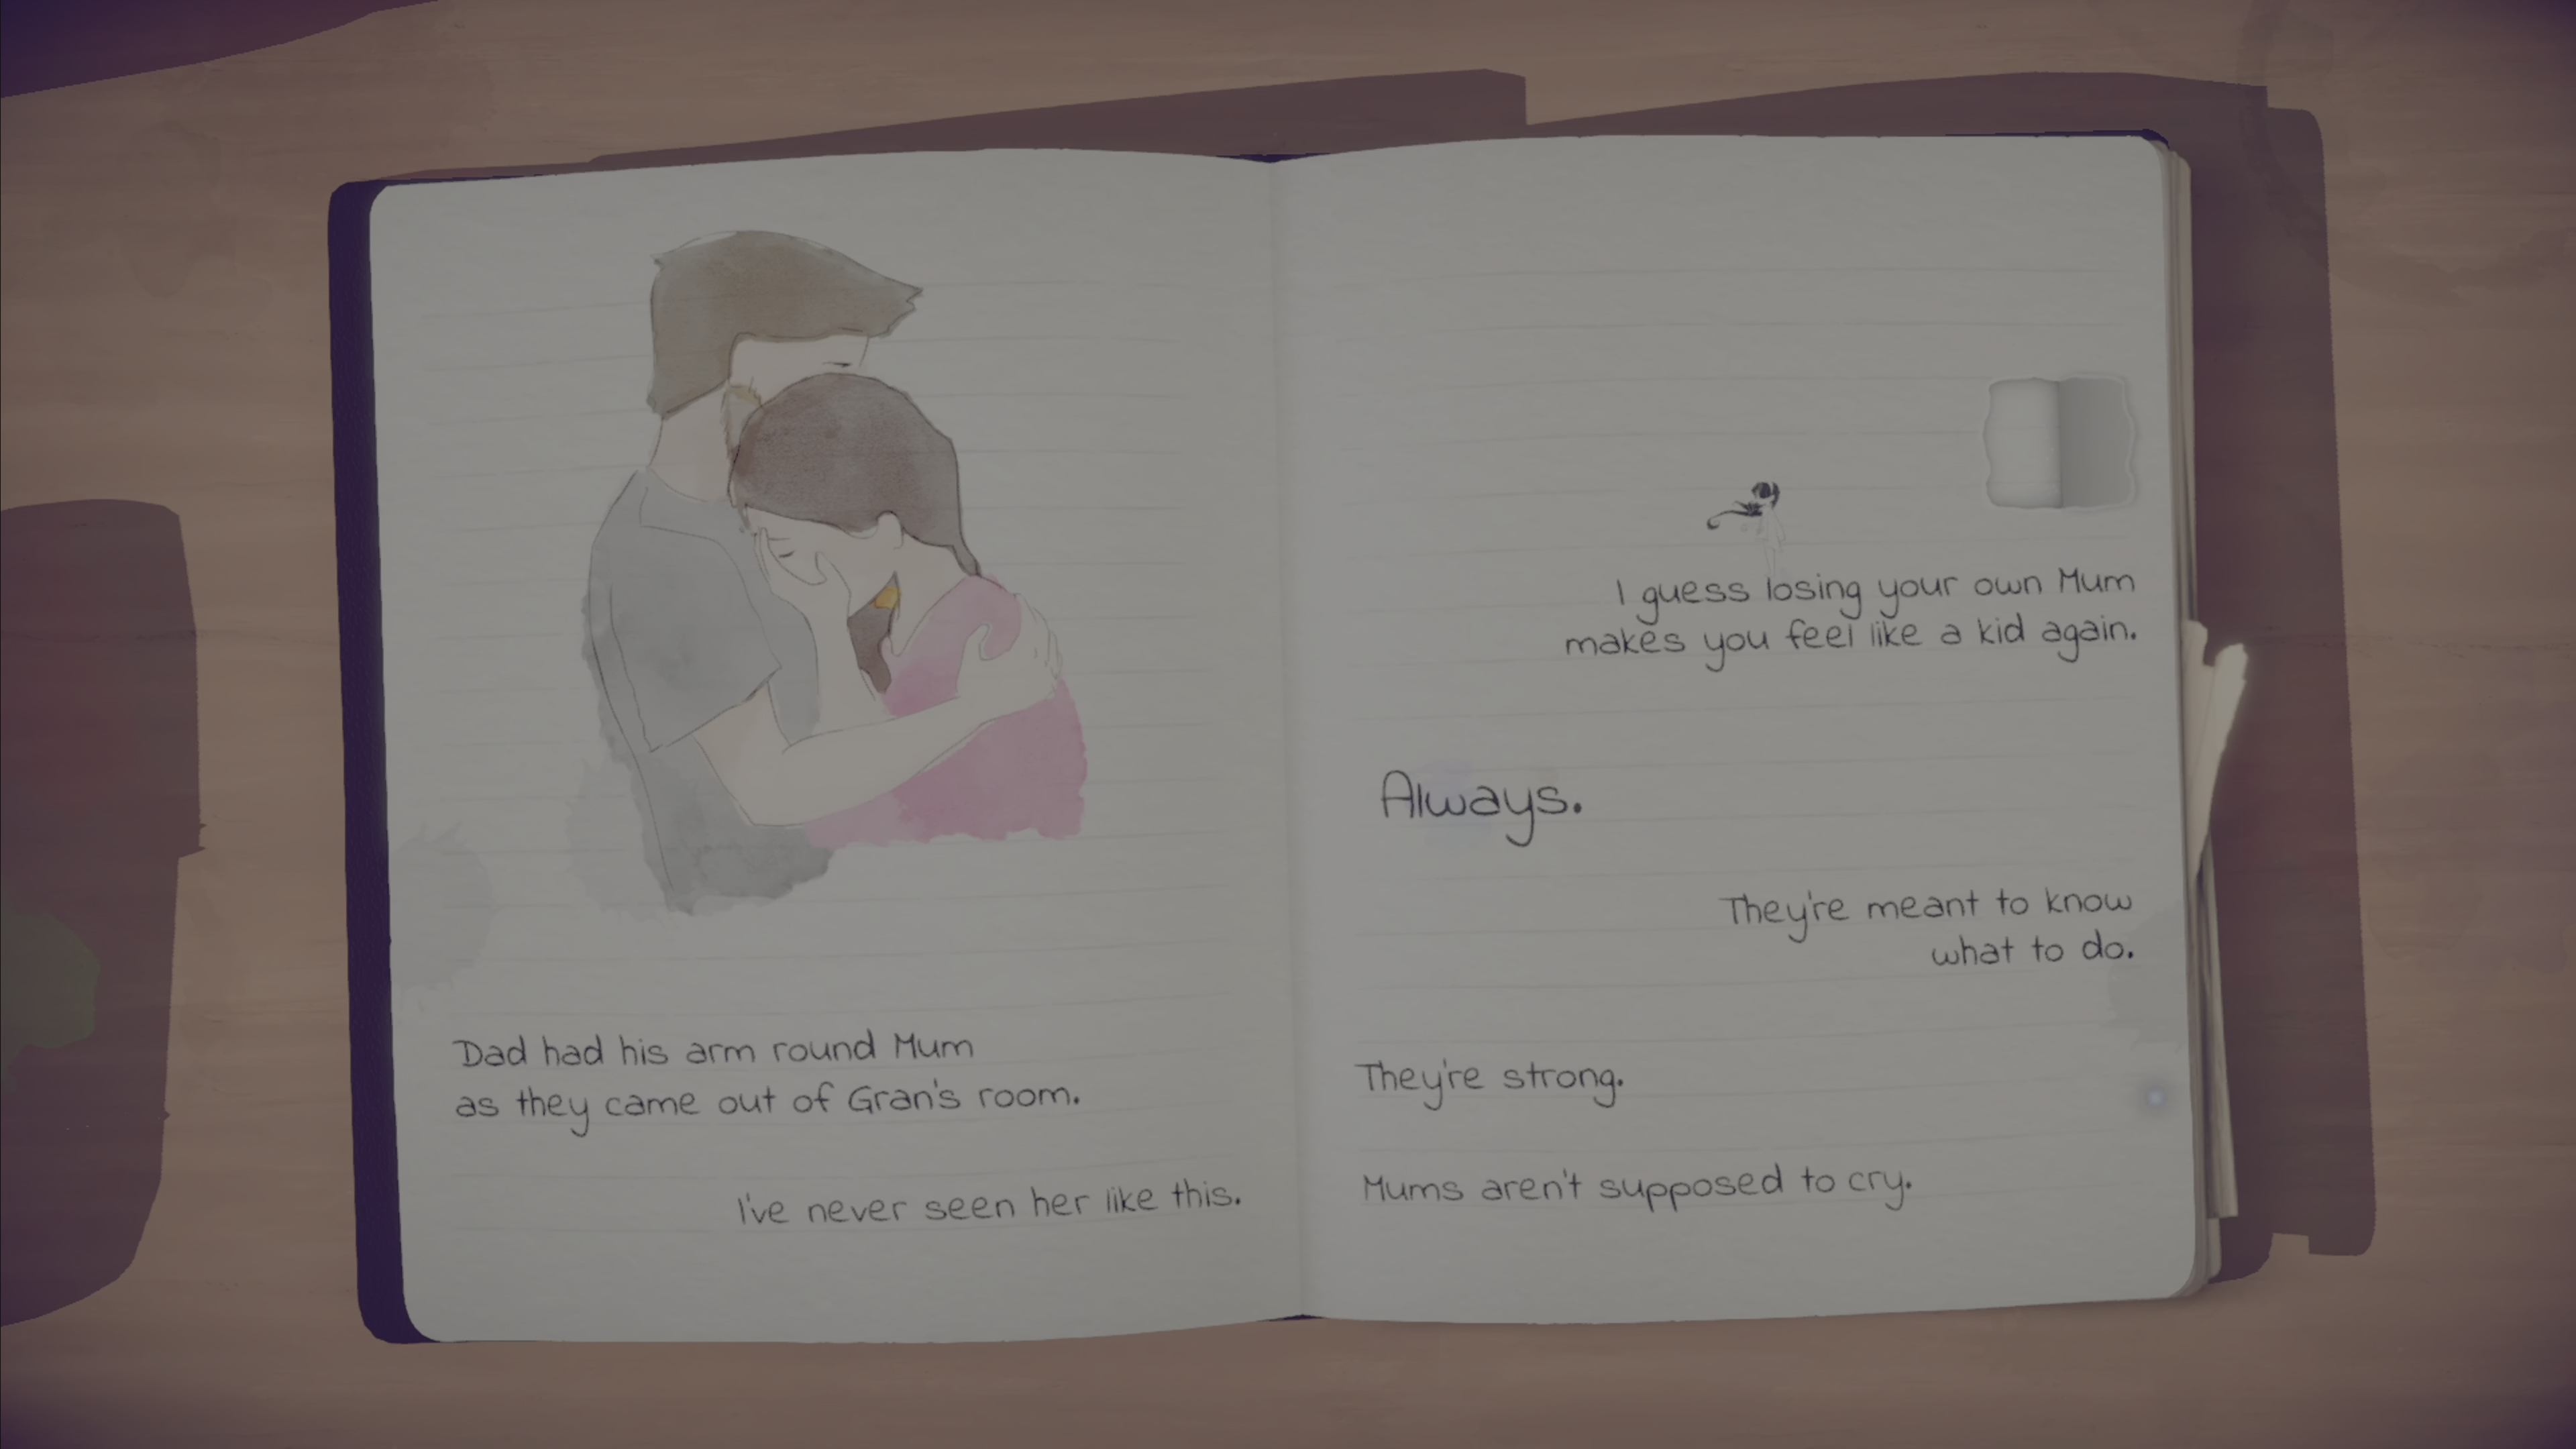 Dad had his arm round Mum
as they came out of Gran's room.
I've never seen her like this.
I guess losing your own Mum
makes you feel like a kid again.
Always.
They're meant to know
what to do.
They're strong.
Mums aren't supposed to cry.